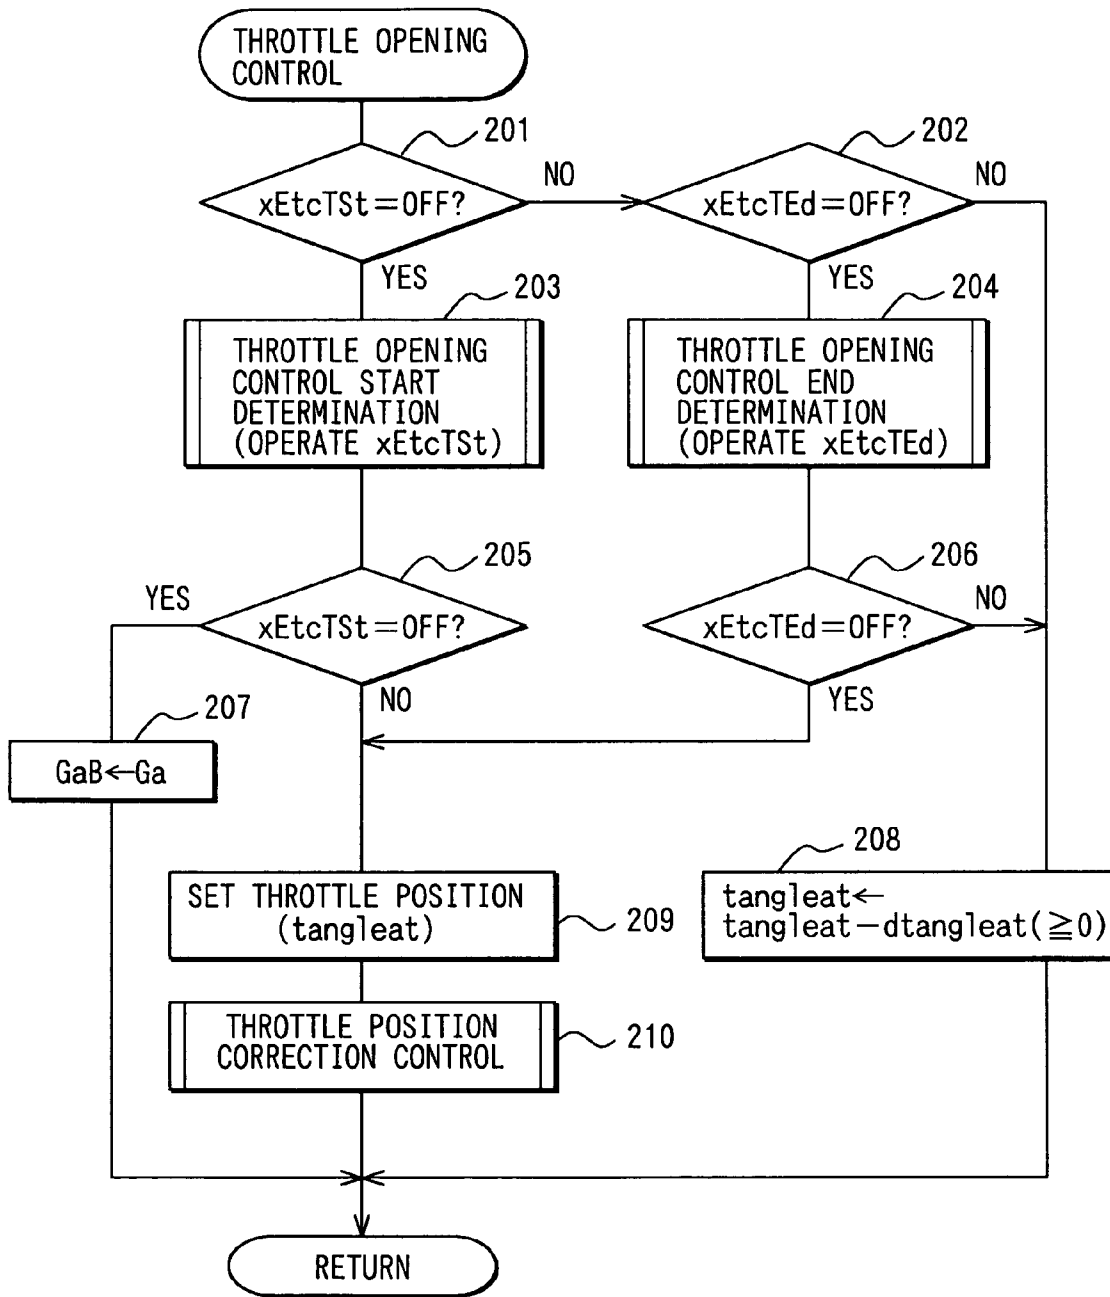 THROTTLE OPENING
CONTROL
201
202
xEtcTSt=OFF?
NO
xEtcTEd=OFF?
NO
YES
YES
203
204
THROTTLE OPENING
CONTROL START
DETERMINATION
(OPERATE xEtcTSt)
THROTTLE OPENING
CONTROL END
DETERMINATION
(OPERATE xEtcTEd)
205
206
YES
xEtcTSt=OFF?
xEtcTEd=OFF?
NO
NO
YES
207
GaB←Ga
208
SET THROTTLE POSITION
(tangleat)
209
tangleat←
tangleat−dtangleat(≧0)
THROTTLE POSITION
CORRECTION CONTROL
210
RETURN